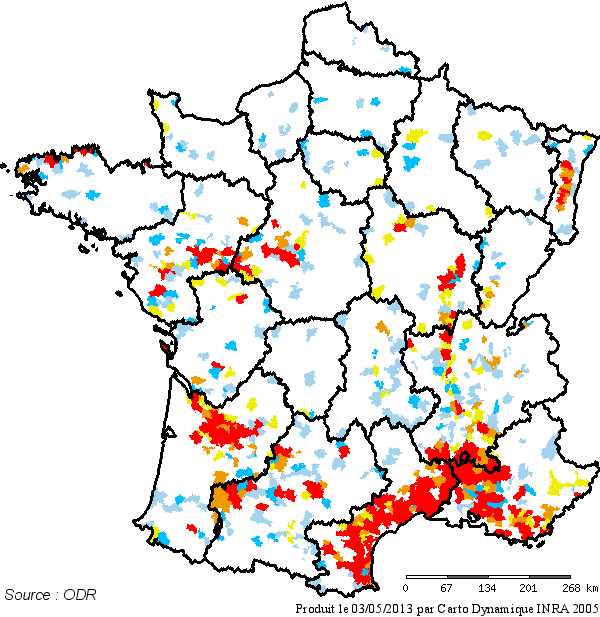 0 67 134 201 268 km
Source : ODR
Produit le 03/05/2013 par Carto Dynamique INRA 2005